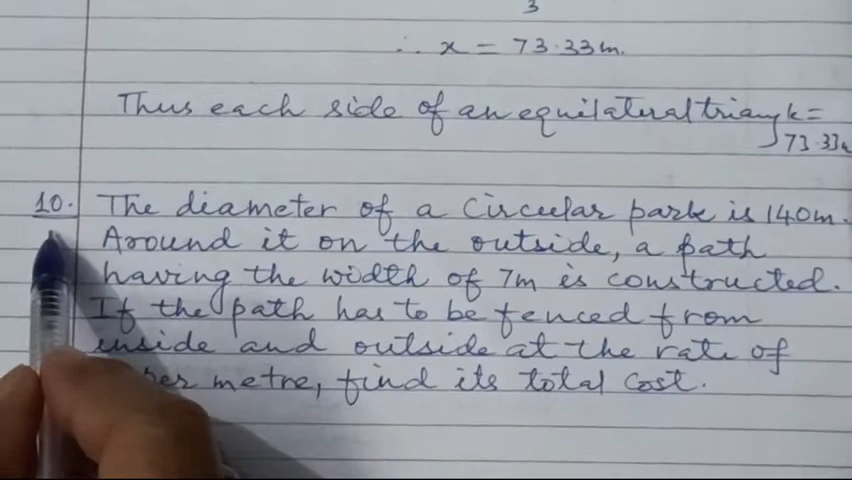 3
∴ x = 73.33m.
Thus each side of an equilateral triangle =
73.33
10. The diameter of a circular park is 140m.
Around it on the outside, a path
having the width of 7m is constructed.
If the path has to be fenced from
inside and outside at the rate of
per metre, find its total cost.